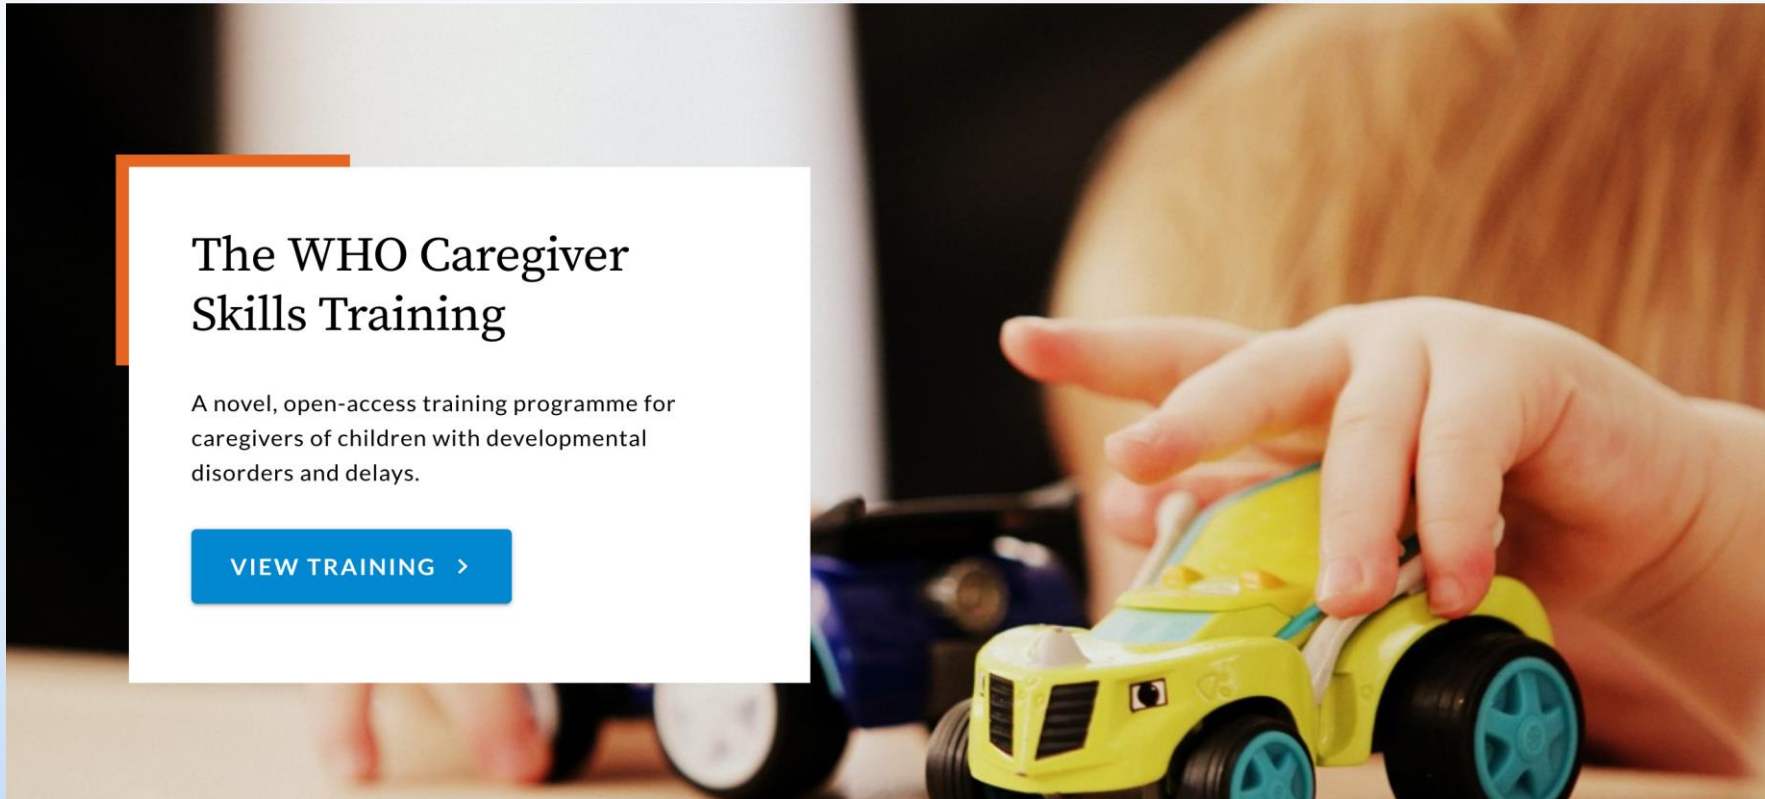 The WHO Caregiver
Skills Training
A novel, open-access training programme for
caregivers of children with developmental
disorders and delays.
VIEW TRAINING